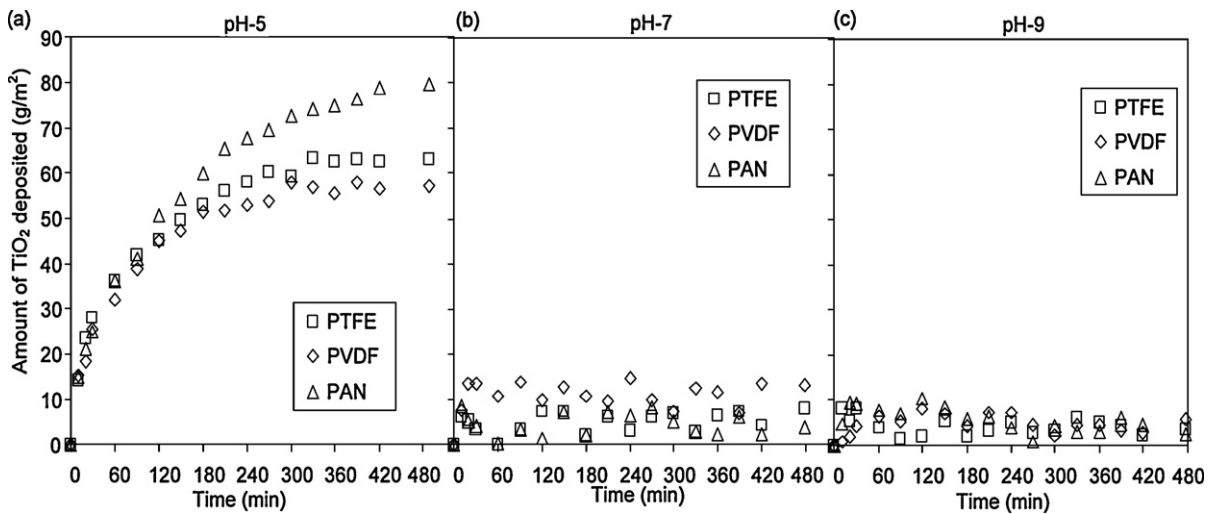 (a) pH-5
(b) pH-7
(c) pH-9
Amount of TiO2 deposited (g/m²)
90
80
70
60
50
40
30
20
10
0
PTFE
PVDF
PAN
0 60 120 180 240 300 360 420 480
Time (min)
PTFE
PVDF
PAN
0 60 120 180 240 300 360 420 480
Time (min)
PTFE
PVDF
PAN
0 60 120 180 240 300 360 420 480
Time (min)